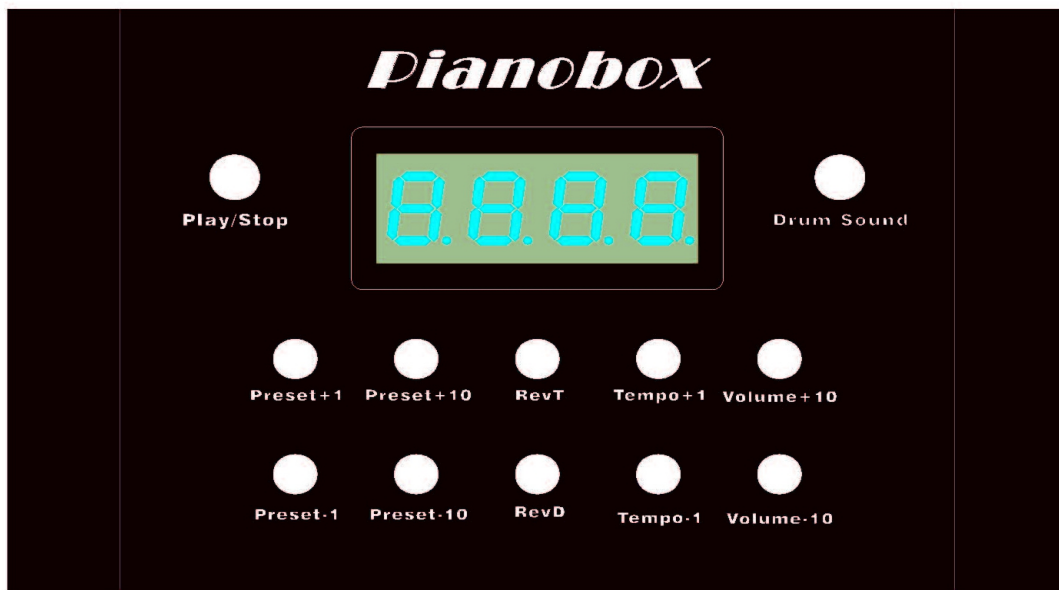 Pianobox
8.8.8.8.
Play/Stop
Drum Sound
Preset+1 Preset+10 RevT Tempo+1 Volume+10
Preset-1 Preset-10 RevD Tempo-1 Volume-10